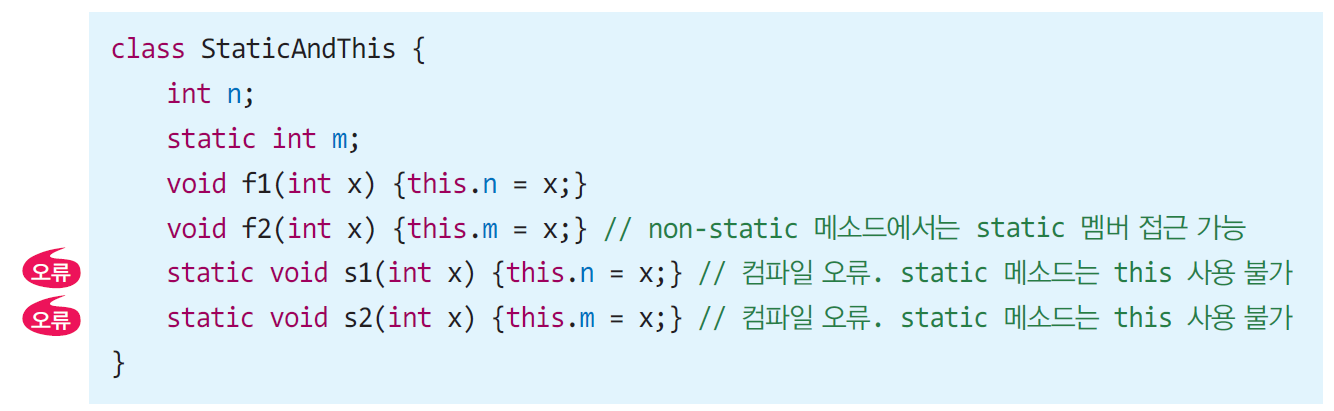 class StaticAndThis {
int n;
static int m;
void f1(int x) {this.n = x;}
void f2(int x) {this.m = x;} // non-static 메소드에서는 static 멤버 접근 가능
오류 static void s1(int x) {this.n = x;} // 컴파일 오류. static 메소드는 this 사용 불가
오류 static void s2(int x) {this.m = x;} // 컴파일 오류. static 메소드는 this 사용 불가
}